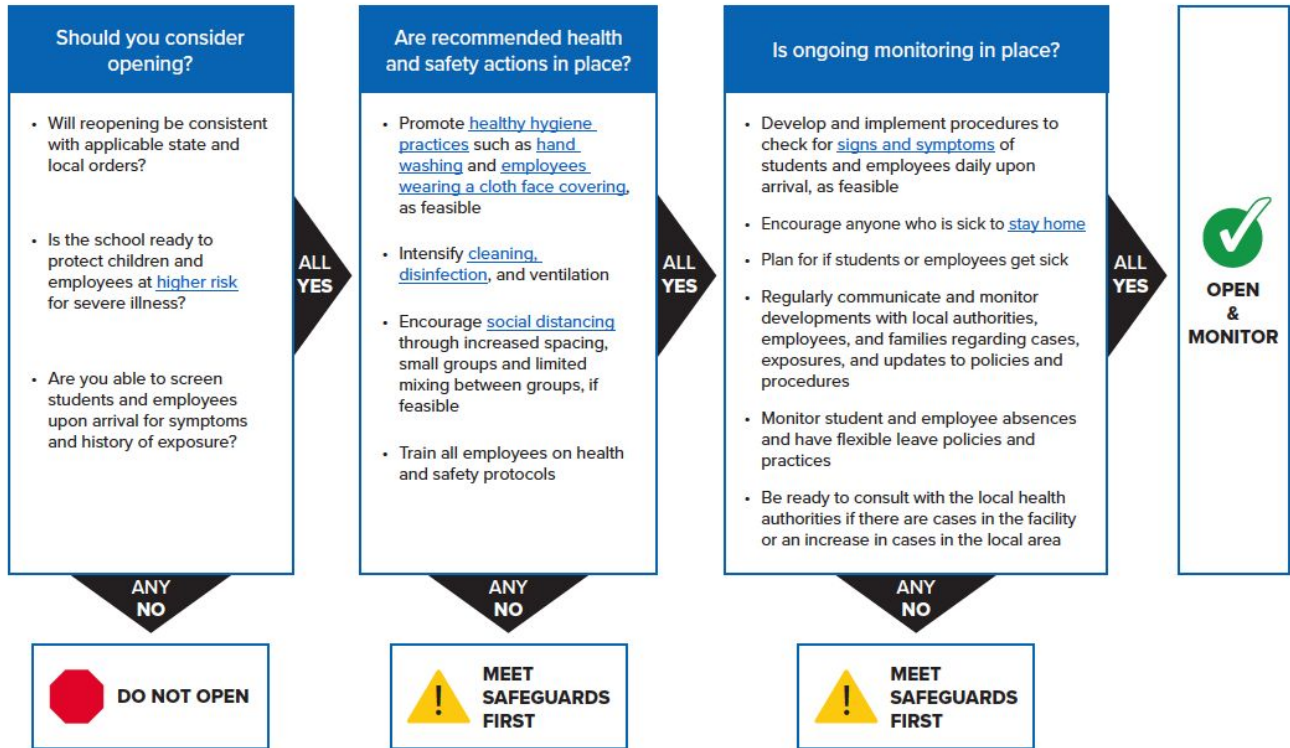 Should you consider
opening?
• Will reopening be consistent
with applicable state and
local orders?
• Is the school ready to
protect children and
employees at higher risk
for severe illness?
• Are you able to screen
students and employees
upon arrival for symptoms
and history of exposure?
ALL
YES
ANY
NO
DO NOT OPEN
Are recommended health
and safety actions in place?
• Promote healthy hygiene
practices such as hand
washing and employees
wearing a cloth face covering,
as feasible
• Intensify cleaning,
disinfection, and ventilation
• Encourage social distancing
through increased spacing,
small groups and limited
mixing between groups, if
feasible
• Train all employees on health
and safety protocols
ALL
YES
ANY
NO
!
MEET
SAFEGUARDS
FIRST
Is ongoing monitoring in place?
• Develop and implement procedures to
check for signs and symptoms of
students and employees daily upon
arrival, as feasible
• Encourage anyone who is sick to stay home
• Plan for if students or employees get sick
• Regularly communicate and monitor
developments with local authorities,
employees, and families regarding cases,
exposures, and updates to policies and
procedures
• Monitor student and employee absences
and have flexible leave policies and
practices
• Be ready to consult with the local health
authorities if there are cases in the facility
or an increase in cases in the local area
ALL
YES
ANY
NO
!
MEET
SAFEGUARDS
FIRST
OPEN
&
MONITOR